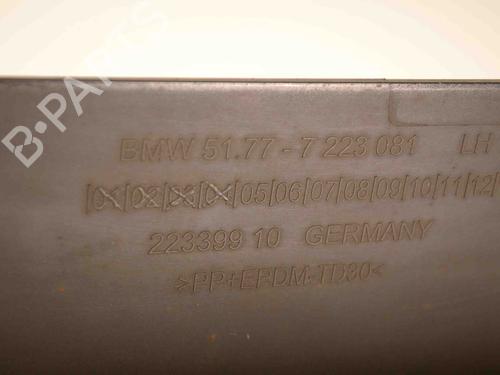 B-PARTS
BMW 51.77 - 7 223 081 LH
|01|02|03|04|05|06|07|08|09|10|11|12|
223399 10 GERMANY
>PP+EPDM-TD30<